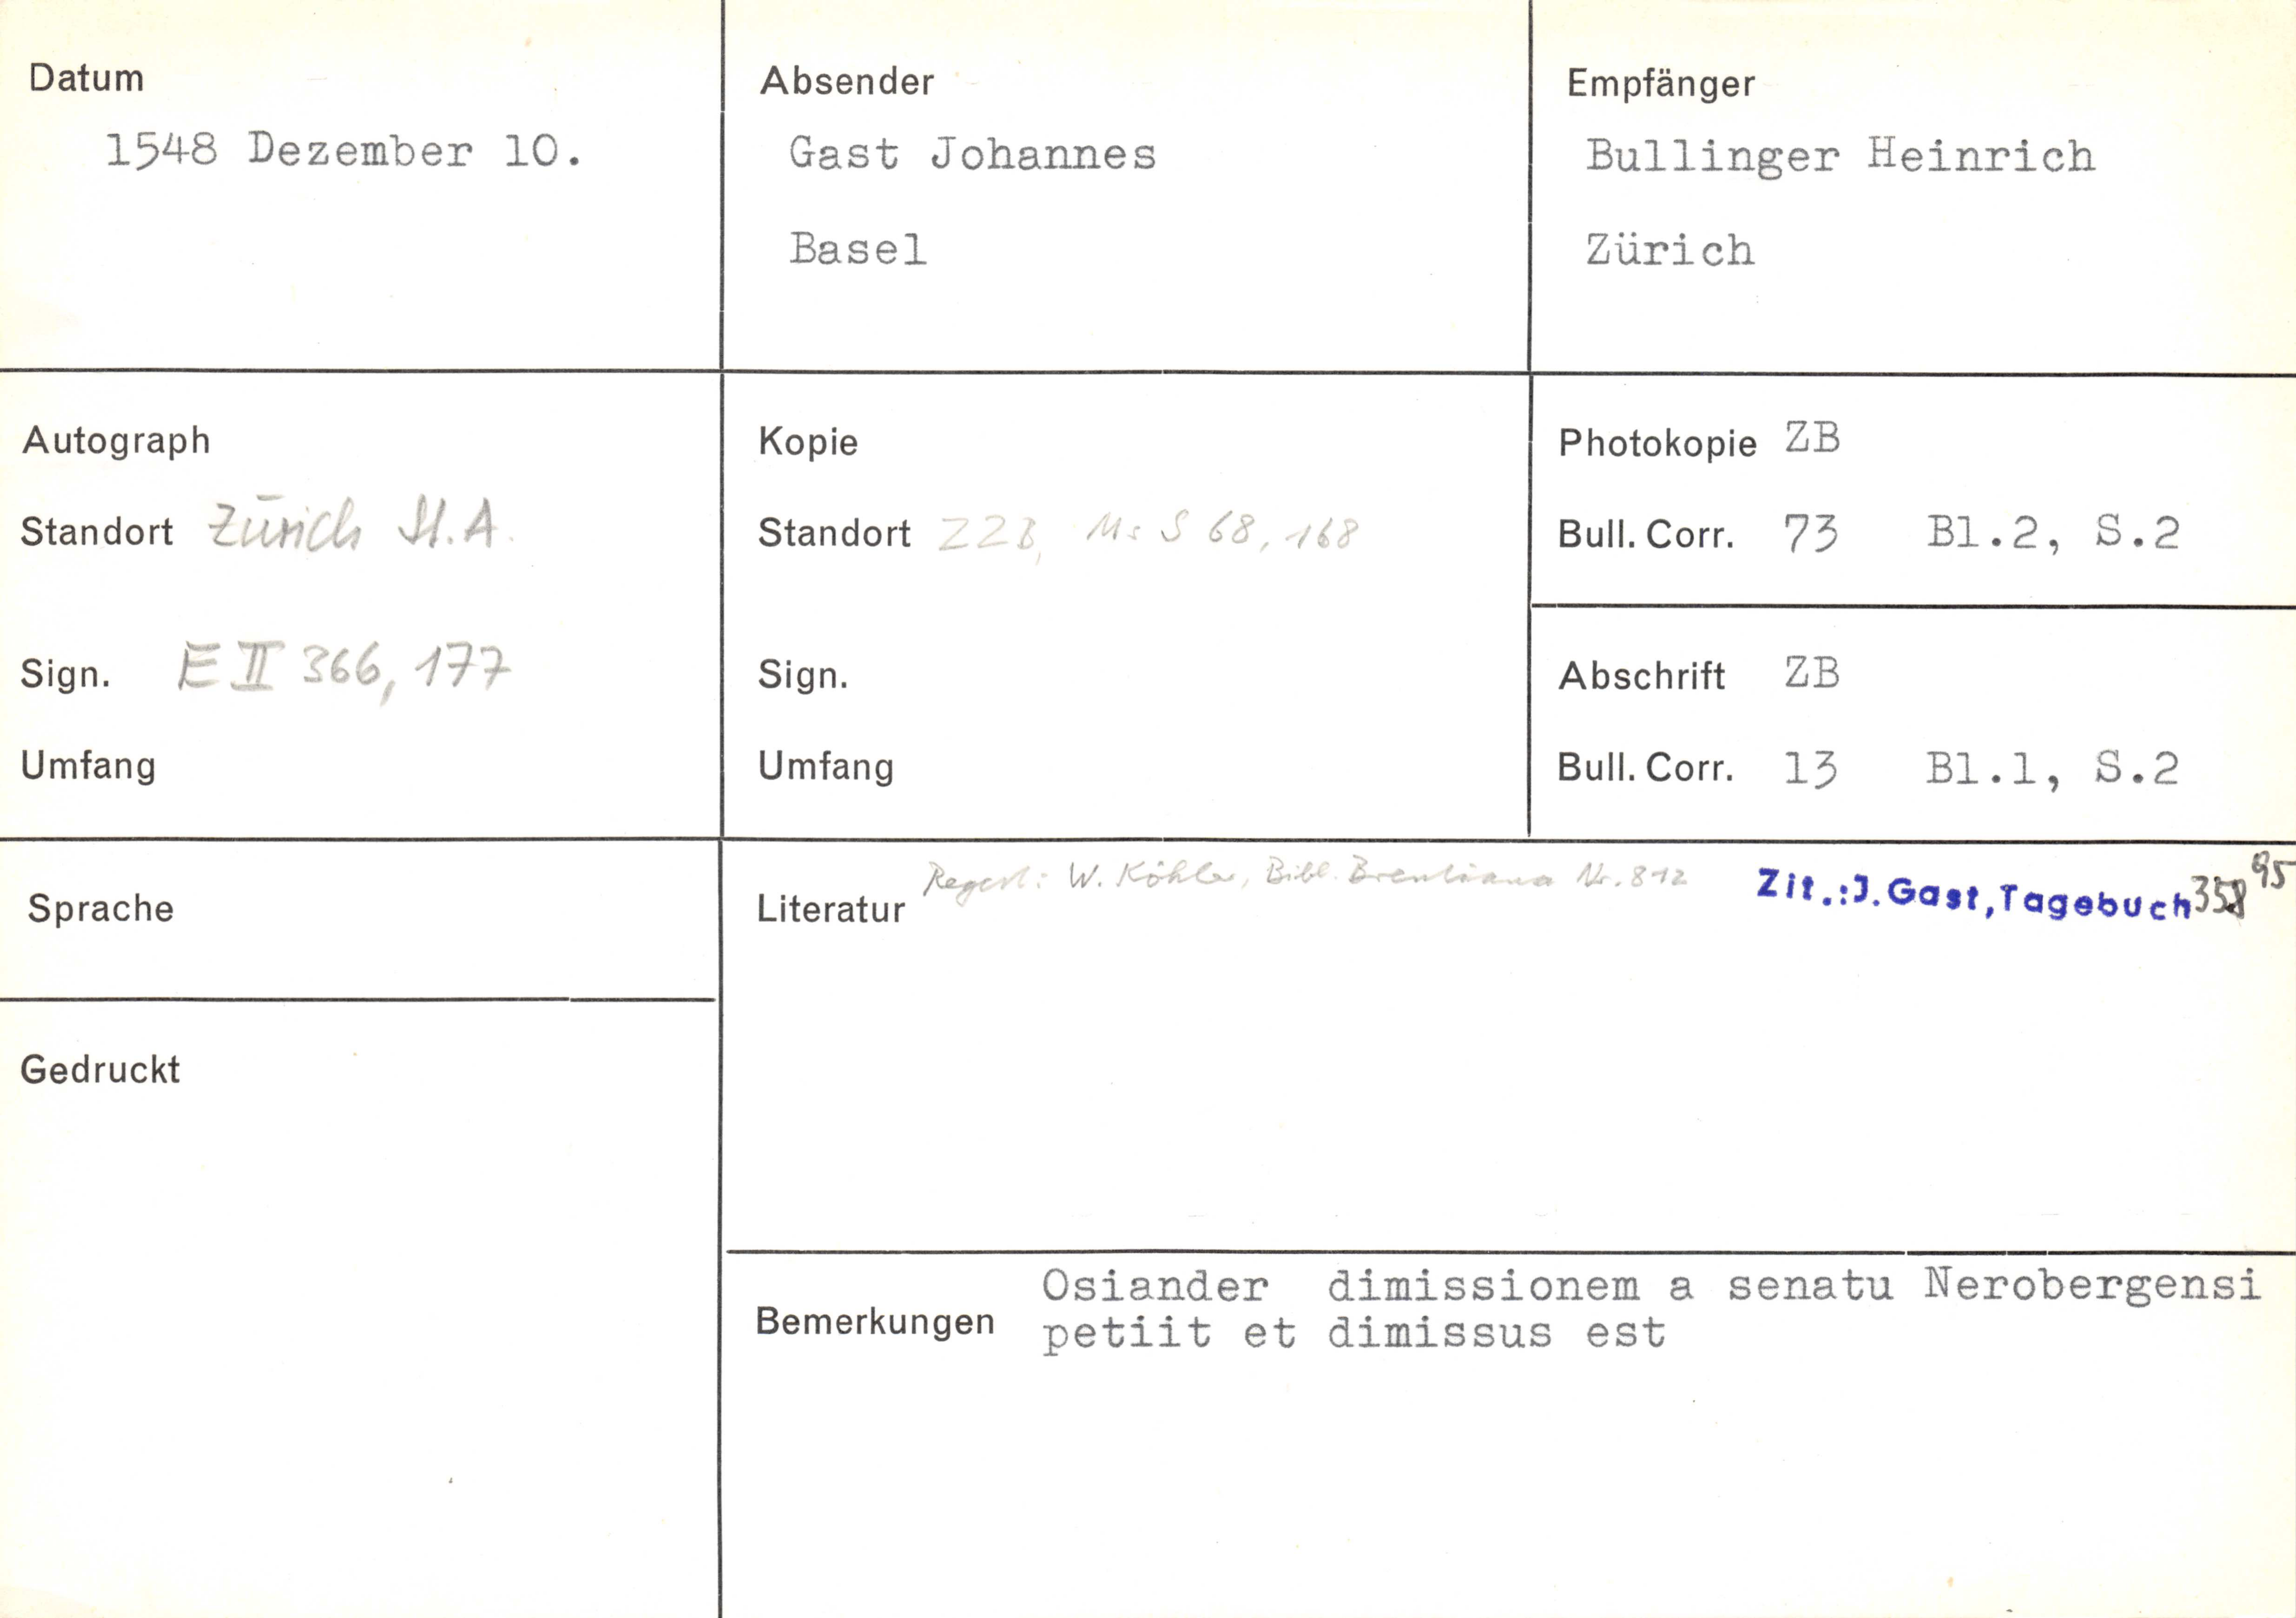 Datum
1548 Dezember 10.
Absender
Gast Johannes
Basel
Empfänger
Bullinger Heinrich
Zürich
Autograph
Standort Zürich St.A.
Sign. E II 366, 177
Umfang
Kopie
Standort ZZB, Ms S 68, 168
Sign.
Umfang
Photokopie ZB
Bull. Corr. 73 Bl.2, S.2
Abschrift ZB
Bull. Corr. 13 Bl.1, S.2
Sprache
Gedruckt
Literatur Regest: W. Köhler, Bibl. Brentiana Nr. 812
Zit.:J.Gast,Tagebuch
95
Bemerkungen
Osiander dimissionem a senatu Nerobergensi
petiit et dimissus est